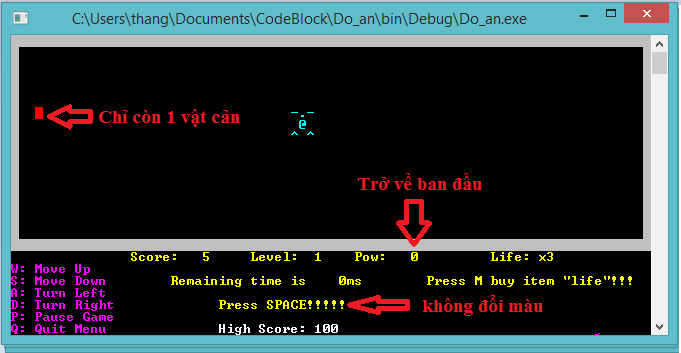 C:\Users\thang\Documents\CodeBlock\Do_an\bin\Debug\Do_an.exe
Chỉ còn 1 vật cản
@
Trở về ban đầu
Score: 5 Level: 1 Pow: 0 Life: x3
W: Move Up
S: Move Down Remaining time is 0ms Press M buy item "life"!!!
A: Turn Left
D: Turn Right Press SPACE!!!!! không đổi màu
P: Pause Game
Q: Quit Menu High Score: 100